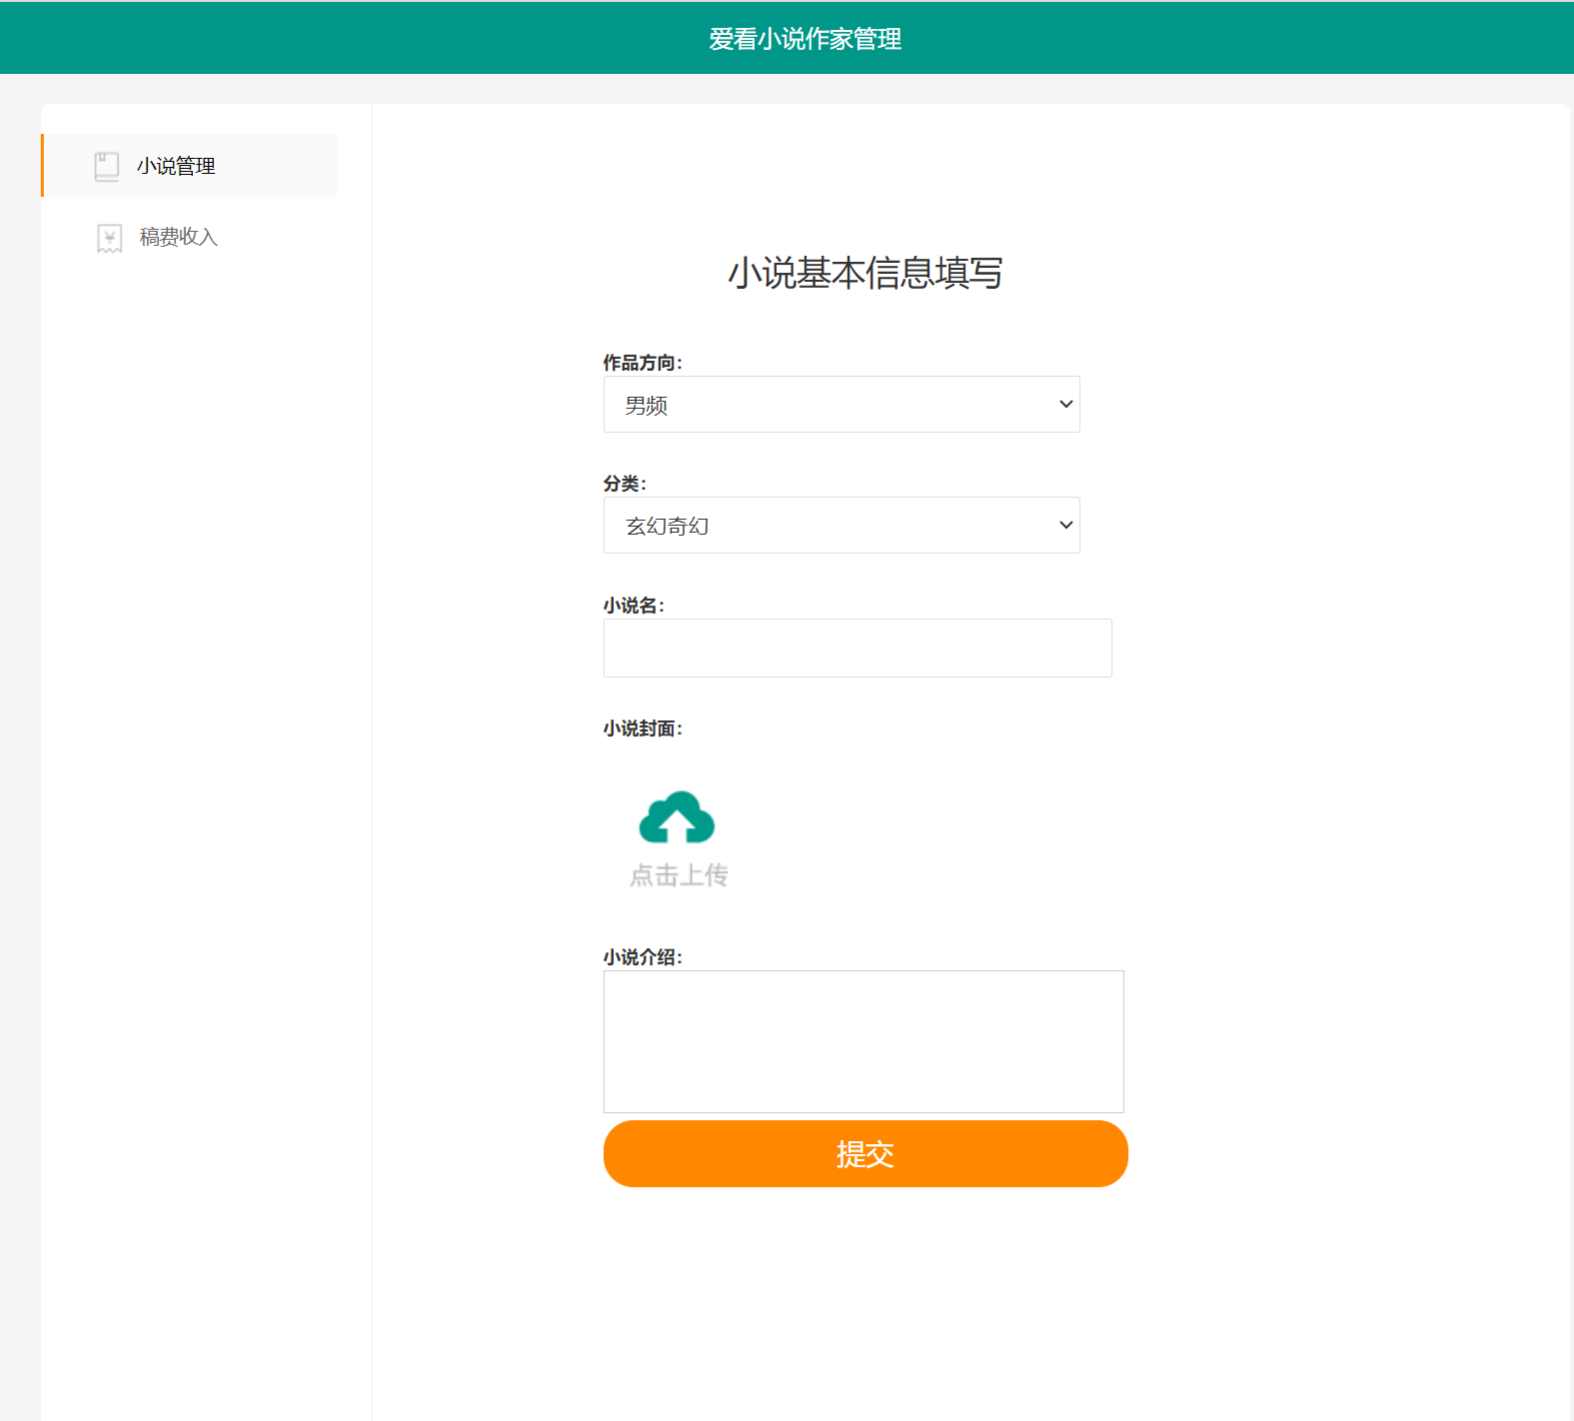 爱看小说作家管理
小说管理
稿费收入
小说基本信息填写
作品方向：
男频
分类：
玄幻奇幻
小说名：
小说封面：
点击上传
小说介绍：
提交